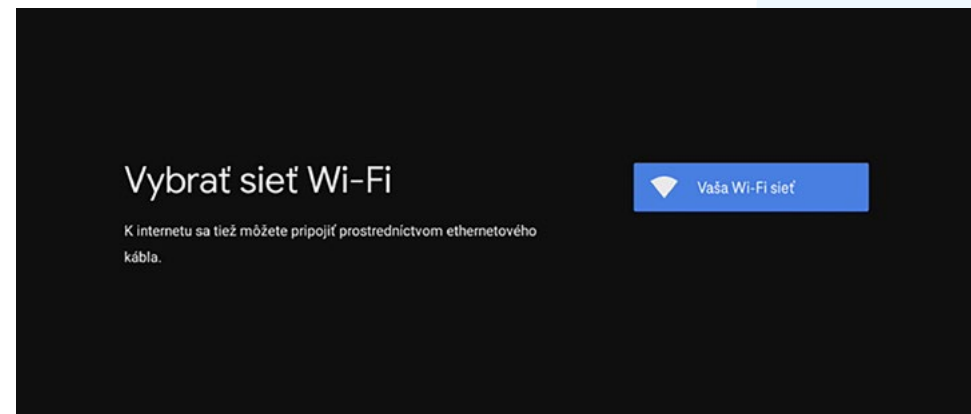 Vybrať sieť Wi-Fi
K internetu sa tiež môžete pripojiť prostredníctvom ethernetového
kábla.
Vaša Wi-Fi sieť